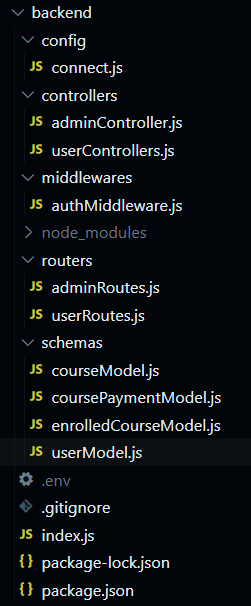 backend
config
JS connect.js
controllers
JS adminController.js
JS userControllers.js
middlewares
JS authMiddleware.js
node_modules
routers
JS adminRoutes.js
JS userRoutes.js
schemas
JS courseModel.js
JS coursePaymentModel.js
JS enrolledCourseModel.js
JS userModel.js
.env
.gitignore
JS index.js
{} package-lock.json
{} package.json